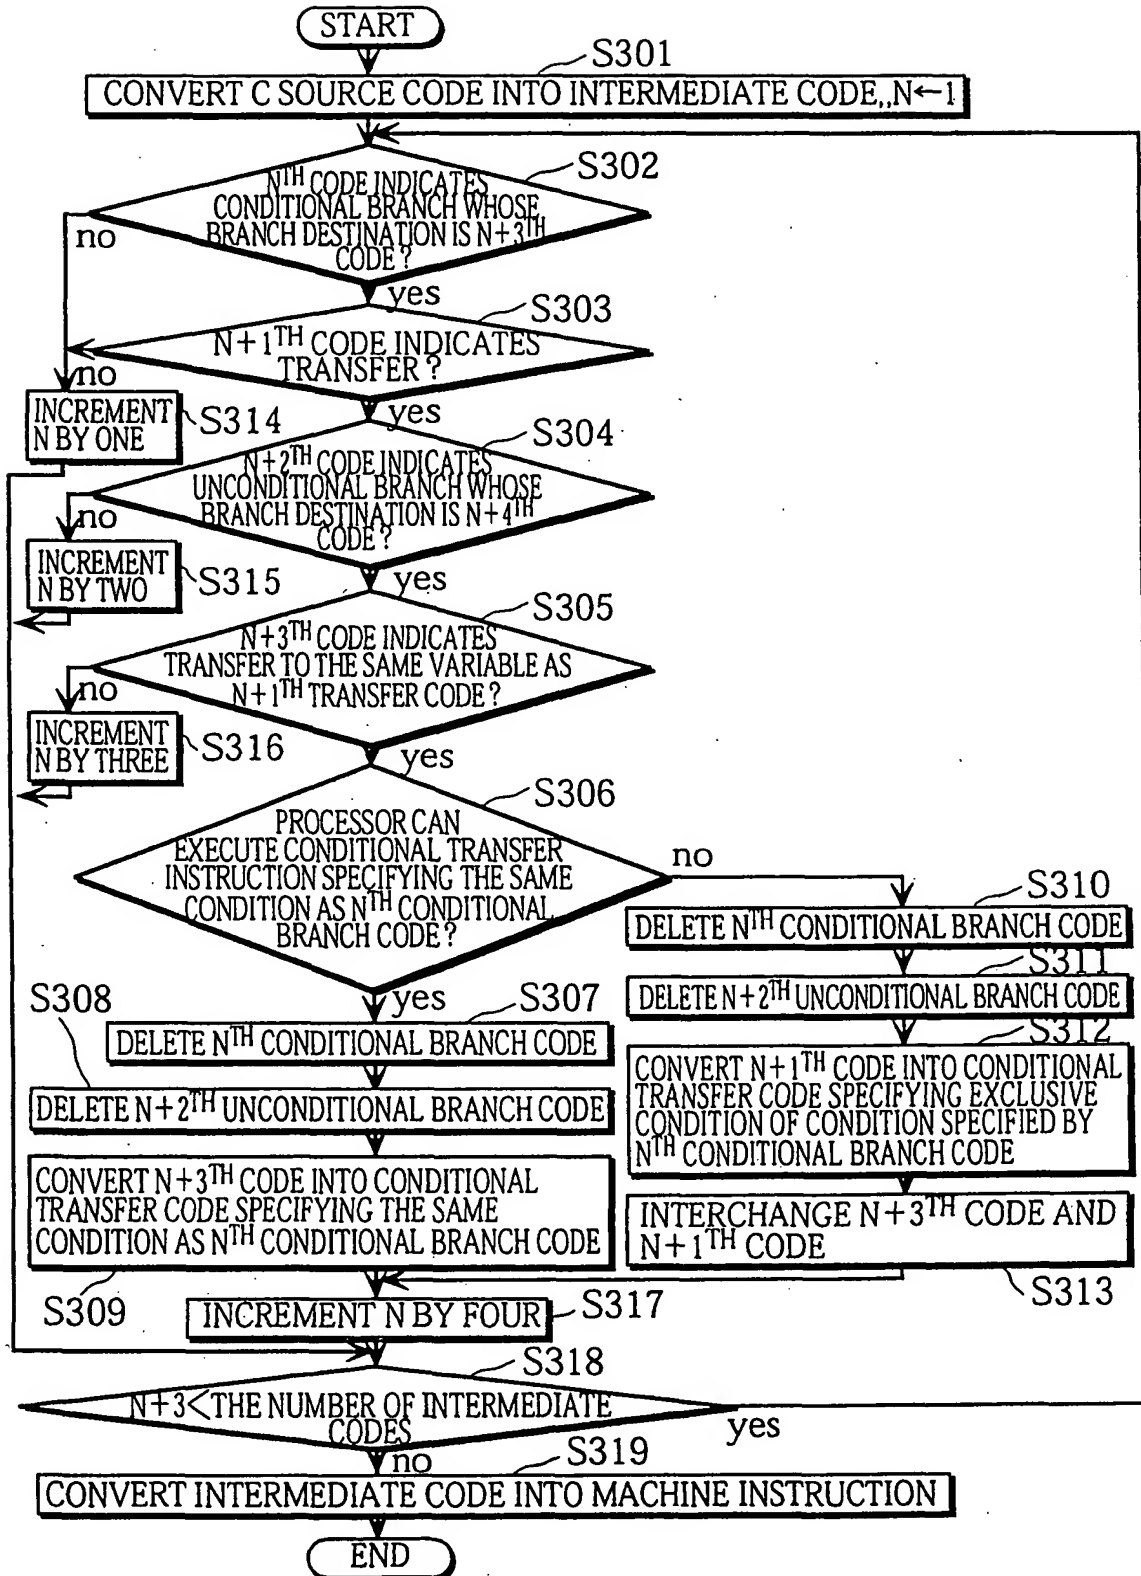 START
S301
CONVERT C SOURCE CODE INTO INTERMEDIATE CODE,,N←1
S302
NTH CODE INDICATES
CONDITIONAL BRANCH WHOSE
BRANCH DESTINATION IS N+3TH
CODE?
no
yes
S303
N+1TH CODE INDICATES
TRANSFER?
no
yes
INCREMENT
N BY ONE
S314
S304
N+2TH CODE INDICATES
UNCONDITIONAL BRANCH WHOSE
BRANCH DESTINATION IS N+4TH
CODE?
no
yes
INCREMENT
N BY TWO
S315
S305
N+3TH CODE INDICATES
TRANSFER TO THE SAME VARIABLE AS
N+1TH TRANSFER CODE?
no
yes
INCREMENT
N BY THREE
S316
S306
PROCESSOR CAN
EXECUTE CONDITIONAL TRANSFER
INSTRUCTION SPECIFYING THE SAME
CONDITION AS NTH CONDITIONAL
BRANCH CODE?
no
yes
S310
DELETE NTH CONDITIONAL BRANCH CODE
S311
DELETE N+2TH UNCONDITIONAL BRANCH CODE
S312
CONVERT N+1TH CODE INTO CONDITIONAL
TRANSFER CODE SPECIFYING EXCLUSIVE
CONDITION OF CONDITION SPECIFIED BY
NTH CONDITIONAL BRANCH CODE
INTERCHANGE N+3TH CODE AND
N+1TH CODE
S313
S307
DELETE NTH CONDITIONAL BRANCH CODE
S308
DELETE N+2TH UNCONDITIONAL BRANCH CODE
CONVERT N+3TH CODE INTO CONDITIONAL
TRANSFER CODE SPECIFYING THE SAME
CONDITION AS NTH CONDITIONAL BRANCH CODE
S309
INCREMENT N BY FOUR
S317
S318
N+3<THE NUMBER OF INTERMEDIATE
CODES
yes
no
S319
CONVERT INTERMEDIATE CODE INTO MACHINE INSTRUCTION
END